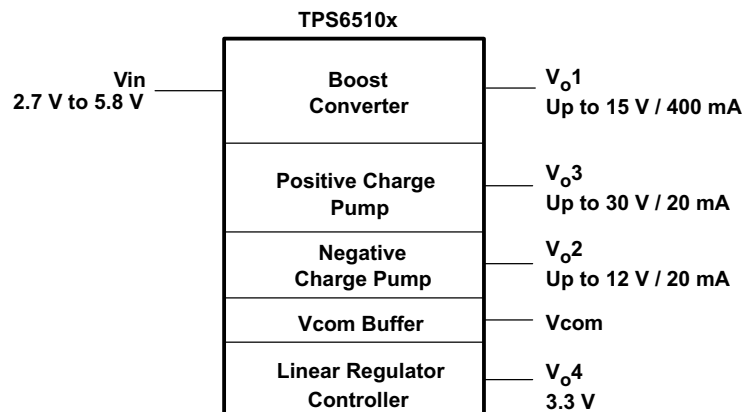 TPS6510x
Vin
2.7 V to 5.8 V
Boost
Converter
Vo1
Up to 15 V / 400 mA
Positive Charge
Pump
Vo3
Up to 30 V / 20 mA
Negative
Charge Pump
Vo2
Up to 12 V / 20 mA
Vcom Buffer
Vcom
Linear Regulator
Controller
Vo4
3.3 V